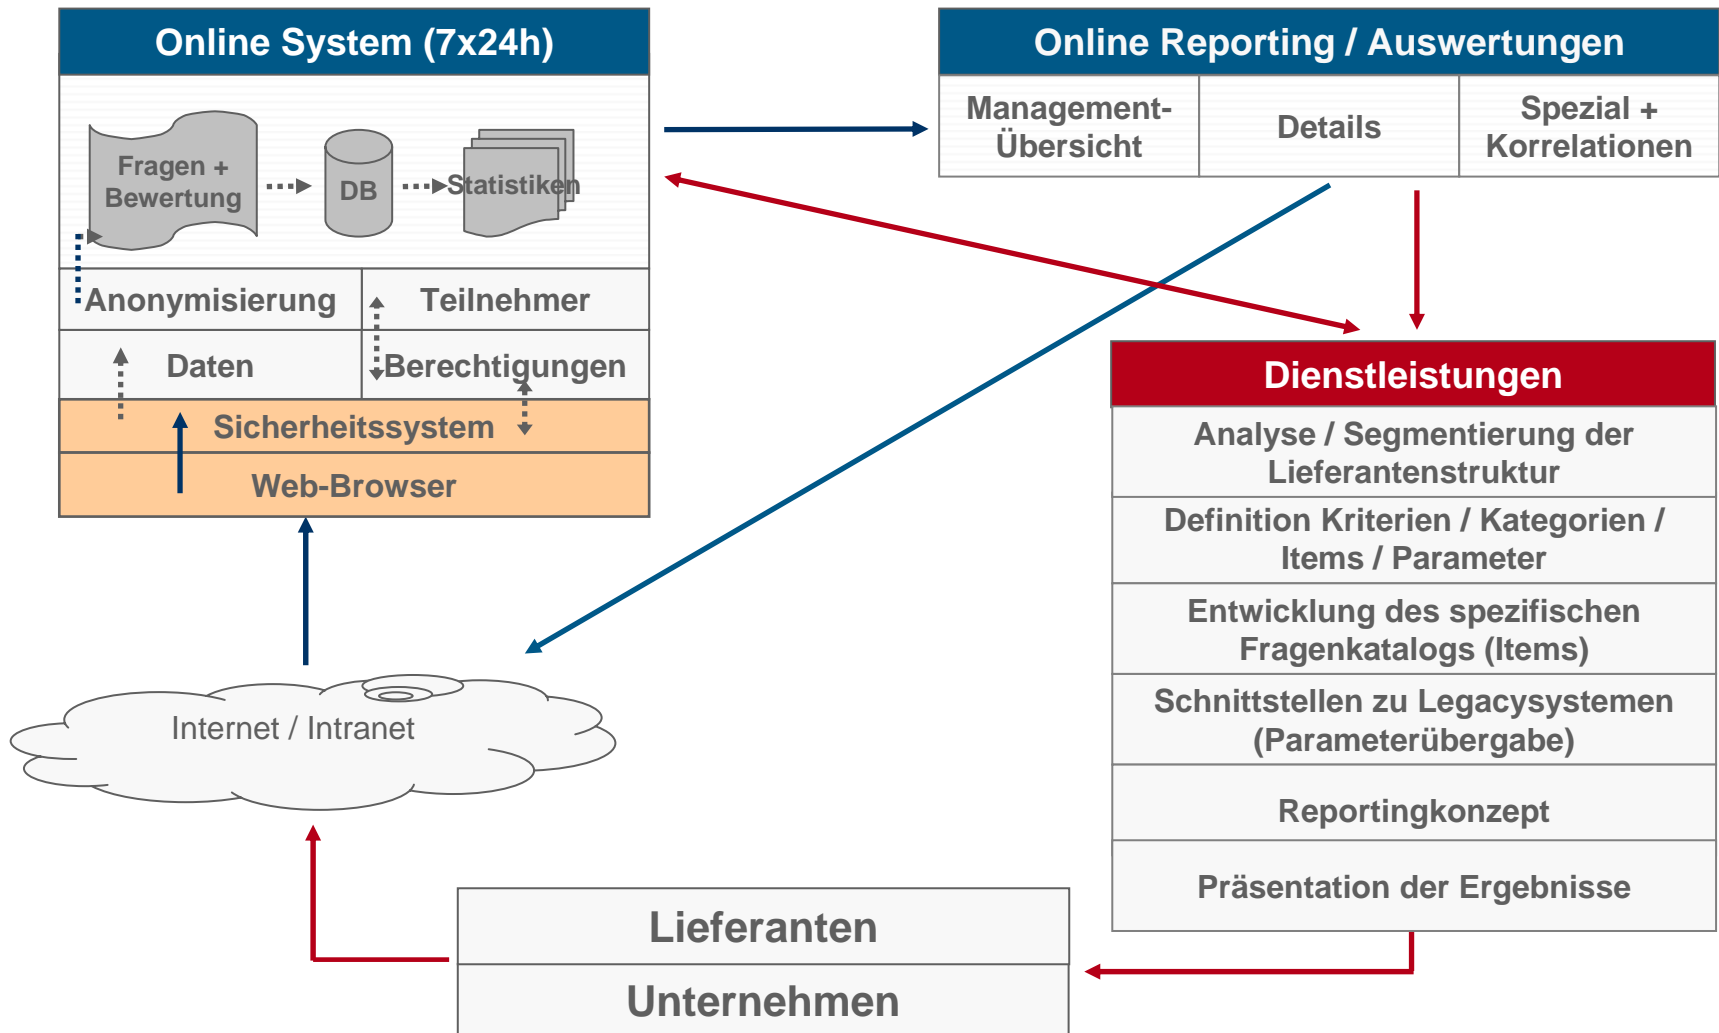 Online System (7x24h)
Fragen +
Bewertung
DB
Statistiken
Anonymisierung
Teilnehmer
Daten
Berechtigungen
Sicherheitssystem
Web-Browser
Internet / Intranet
Online Reporting / Auswertungen
Management-
Übersicht
Details
Spezial +
Korrelationen
Dienstleistungen
Analyse / Segmentierung der
Lieferantenstruktur
Definition Kriterien / Kategorien /
Items / Parameter
Entwicklung des spezifischen
Fragenkatalogs (Items)
Schnittstellen zu Legacysystemen
(Parameterübergabe)
Reportingkonzept
Präsentation der Ergebnisse
Lieferanten
Unternehmen